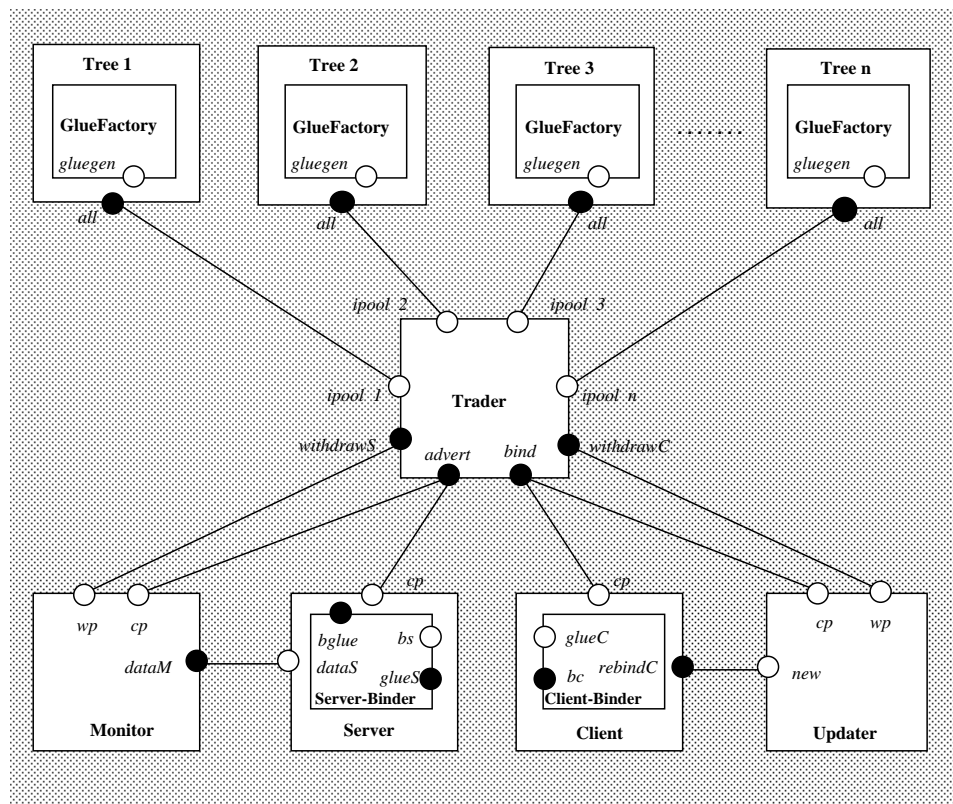 Tree 1
Tree 2
Tree 3
Tree n
GlueFactory
GlueFactory
GlueFactory
GlueFactory
.......
gluegen
gluegen
gluegen
gluegen
all
all
all
all
ipool 2
ipool 3
ipool 1
Trader
ipool n
withdrawS
advert
bind
withdrawC
cp
cp
wp
cp
bglue
bs
glueC
cp
wp
dataM
dataS
glueS
bc
rebindC
new
Server-Binder
Client-Binder
Monitor
Server
Client
Updater